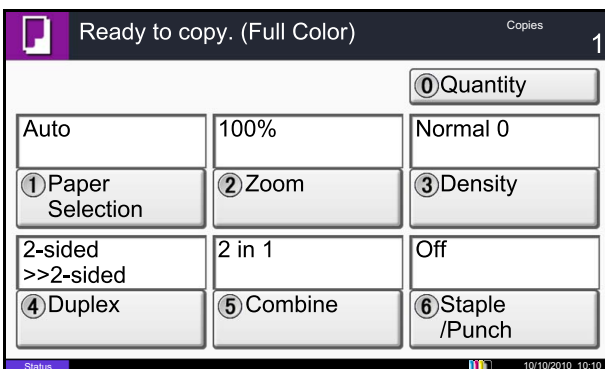 Ready to copy. (Full Color)
Copies
1
0 Quantity
Auto
100%
Normal 0
1 Paper
Selection
2 Zoom
3 Density
2-sided
>>2-sided
2 in 1
Off
4 Duplex
5 Combine
6 Staple
/Punch
Status
10/10/2010 10:10